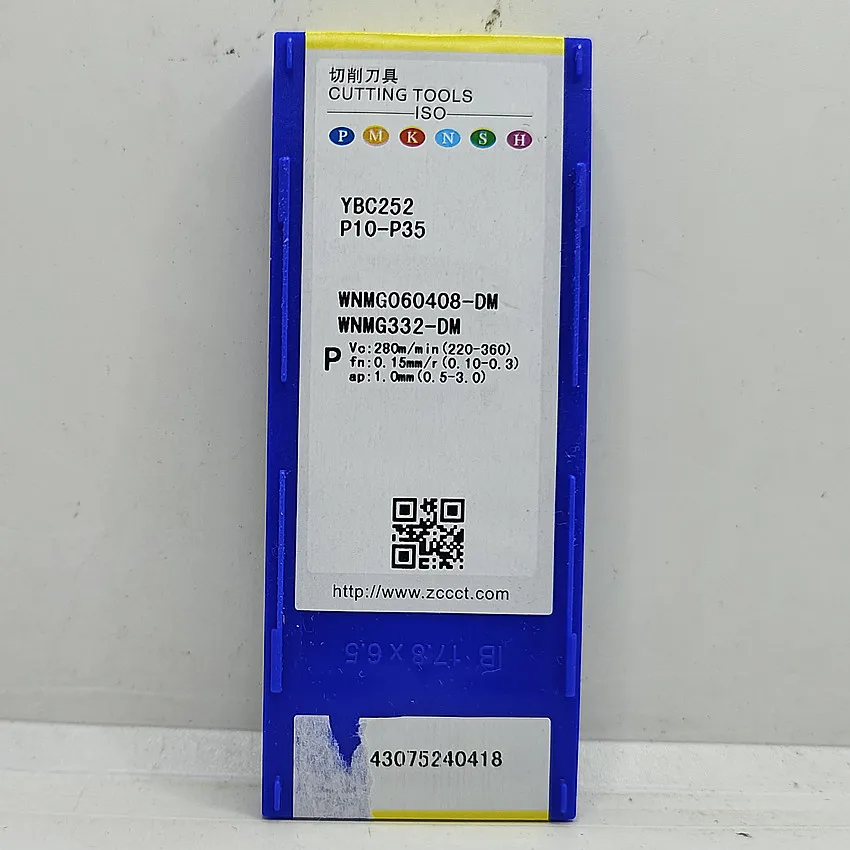 切削刀具
CUTTING TOOLS
ISO
P M K N S H
YBC252
P10-P35
WNMG060408-DM
WNMG332-DM
P
Vc:280m/min(220-360)
fn:0.15mm/r(0.10-0.3)
ap:1.0mm(0.5-3.0)
http://www.zccct.com
IB 17.8 x 6.5
43075240418